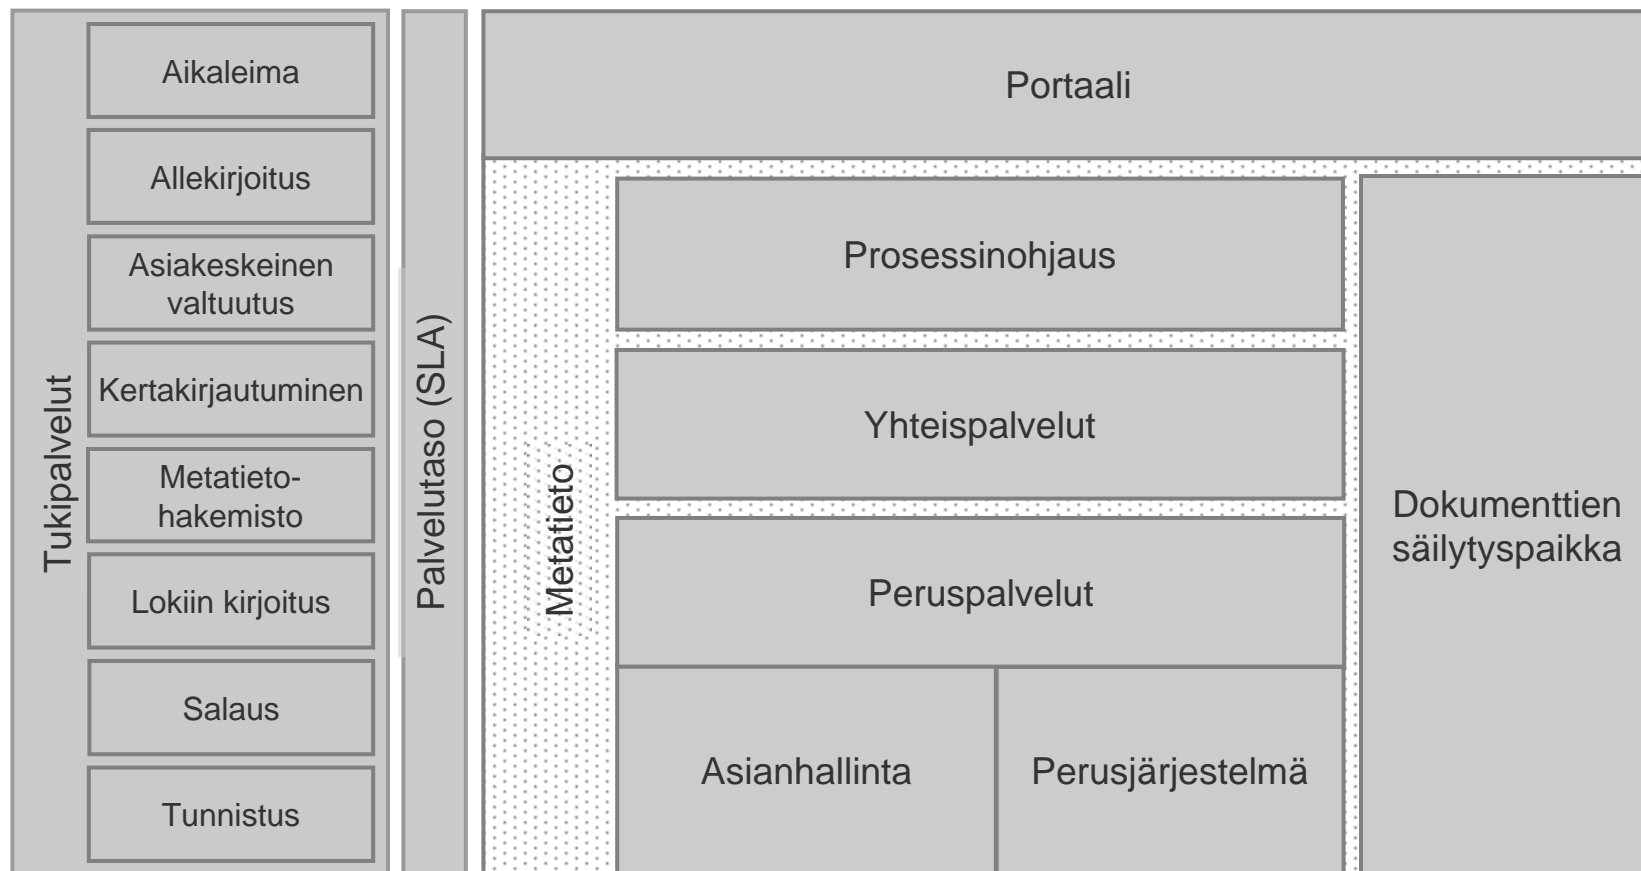 Tukipalvelut
Aikaleima
Allekirjoitus
Asiakeskeinen
valtuutus
Kertakirjautuminen
Metatieto-
hakemisto
Lokiin kirjoitus
Salaus
Tunnistus
Palvelutaso (SLA)
Portaali
Metatieto
Prosessinohjaus
Yhteispalvelut
Peruspalvelut
Asianhallinta
Perusjärjestelmä
Dokumenttien
säilytyspaikka